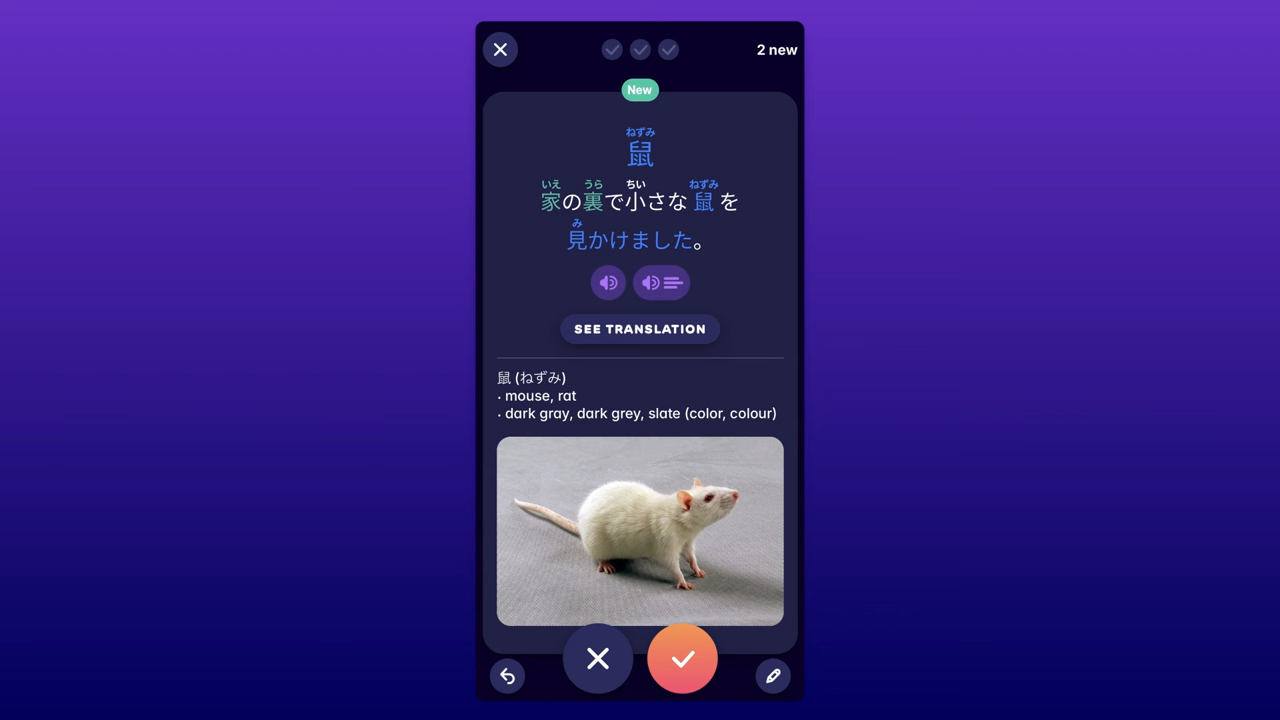 2 new
New
ねずみ
鼠
いえ うら ちい ねずみ
家の裏で小さな鼠を
み
見かけました。
SEE TRANSLATION
鼠 (ねずみ)
· mouse, rat
· dark gray, dark grey, slate (color, colour)